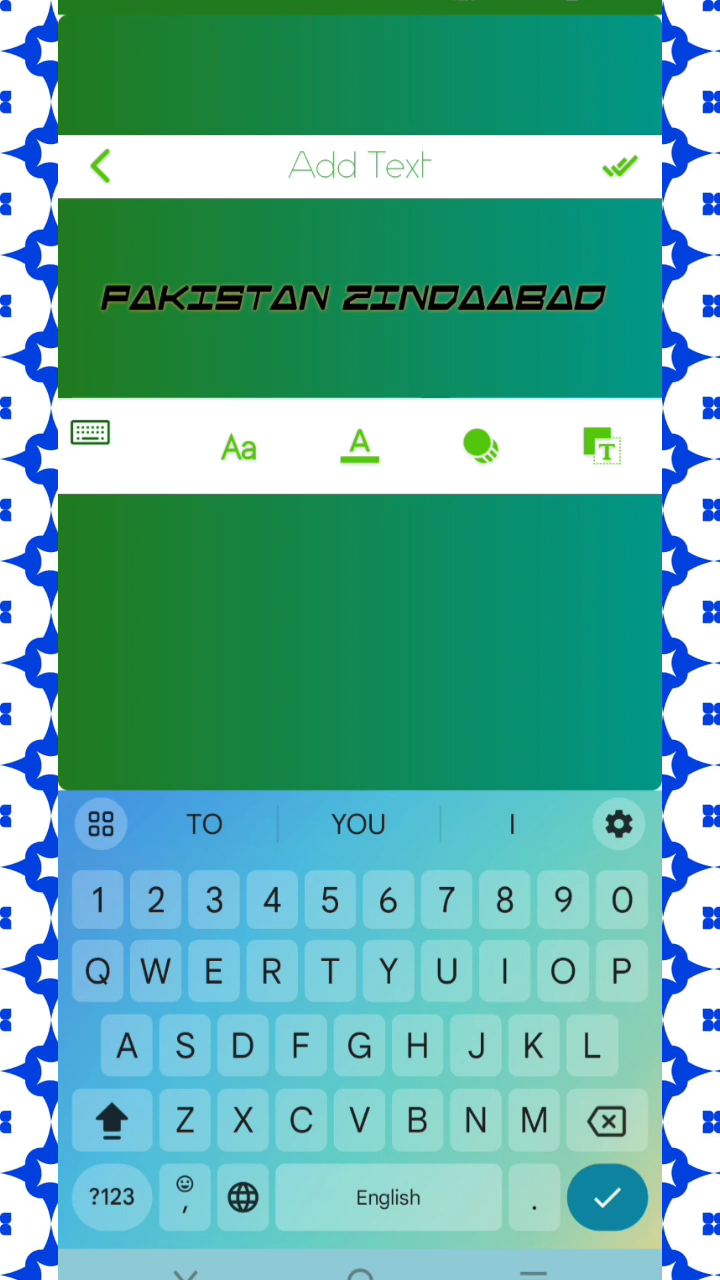 Add Text
PAKISTAN ZINDAABAD
Aa A T
TO YOU I
1 2 3 4 5 6 7 8 9 0
Q W E R T Y U I O P
A S D F G H J K L
Z X C V B N M
?123 , English .